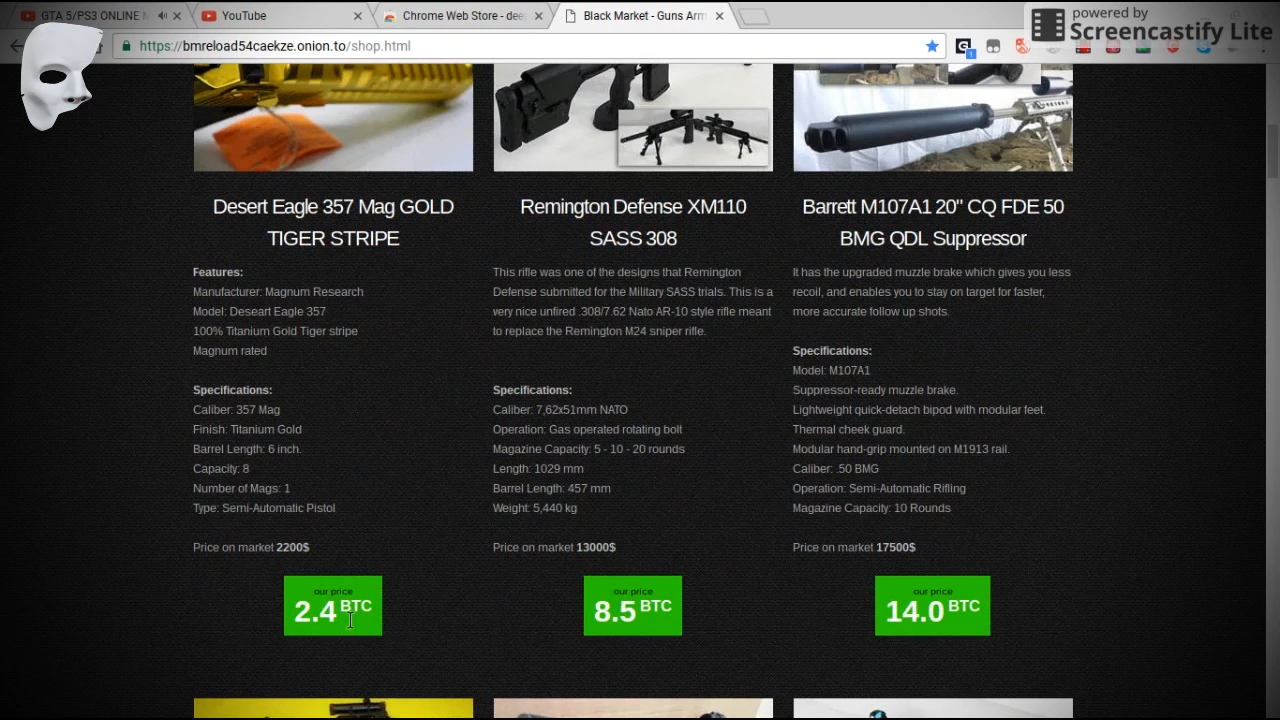 GTA 5/PS3 ONLINE
YouTube
Chrome Web Store - dee
Black Market - Guns Arm
powered by
Screencastify Lite
https://bmreload54caekze.onion.to/shop.html
1
Desert Eagle 357 Mag GOLD
TIGER STRIPE
Features:
Manufacturer: Magnum Research
Model: Deseart Eagle 357
100% Titanium Gold Tiger stripe
Magnum rated
Specifications:
Caliber: 357 Mag
Finish: Titanium Gold
Barrel Length: 6 inch.
Capacity: 8
Number of Mags: 1
Type: Semi-Automatic Pistol
Price on market 2200$
our price
2.4 BTC
Remington Defense XM110
SASS 308
This rifle was one of the designs that Remington
Defense submitted for the Military SASS trials. This is a
very nice unfired .308/7.62 Nato AR-10 style rifle meant
to replace the Remington M24 sniper rifle.
Specifications:
Caliber: 7,62x51mm NATO
Operation: Gas operated rotating bolt
Magazine Capacity: 5 - 10 - 20 rounds
Length: 1029 mm
Barrel Length: 457 mm
Weight: 5,440 kg
Price on market 13000$
our price
8.5 BTC
Barrett M107A1 20" CQ FDE 50
BMG QDL Suppressor
It has the upgraded muzzle brake which gives you less
recoil, and enables you to stay on target for faster,
more accurate follow up shots.
Specifications:
Model: M107A1
Suppressor-ready muzzle brake.
Lightweight quick-detach bipod with modular feet.
Thermal cheek guard.
Modular hand-grip mounted on M1913 rail.
Caliber: .50 BMG
Operation: Semi-Automatic Rifling
Magazine Capacity: 10 Rounds
Price on market 17500$
our price
14.0 BTC